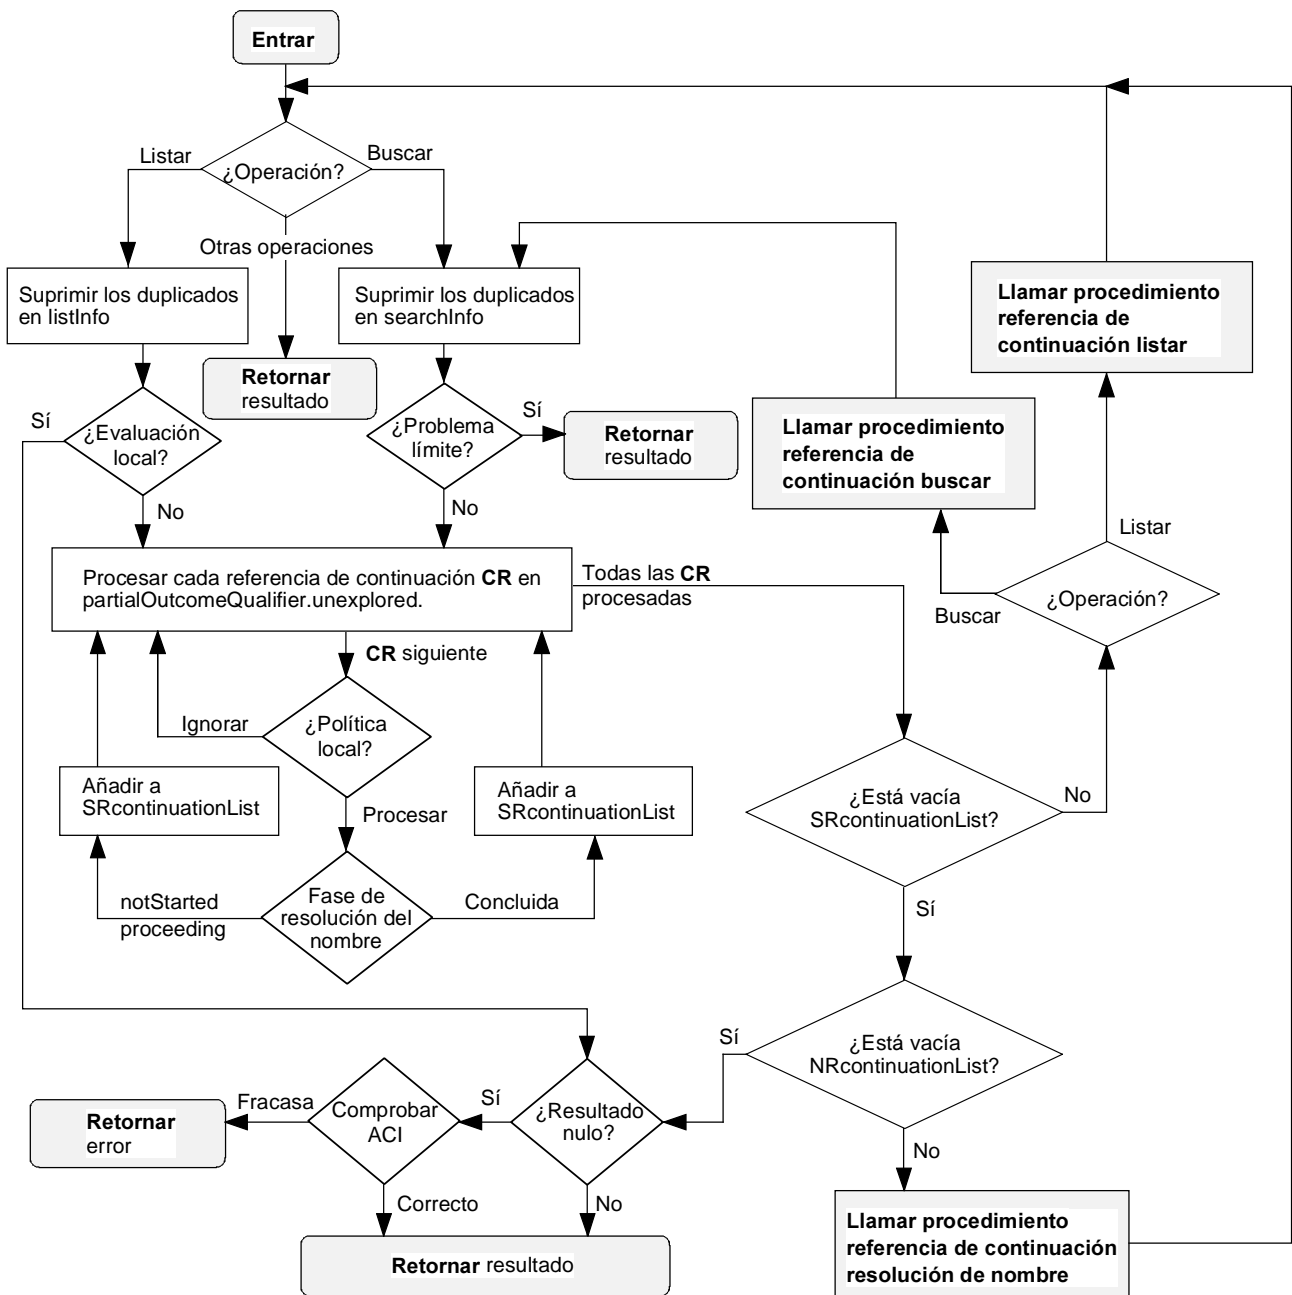 Entrar
Listar
Buscar
¿Operación?
Otras operaciones
Suprimir los duplicados
en listInfo
Suprimir los duplicados
en searchInfo
Llamar procedimiento
referencia de
continuación listar
Retornar
resultado
Sí
¿Evaluación
local?
No
¿Problema
límite?
Sí
No
Retornar
resultado
Llamar procedimiento
referencia de
continuación buscar
Listar
¿Operación?
Buscar
Procesar cada referencia de continuación CR en
partialOutcomeQualifier.unexplored.
Todas las CR
procesadas
CR siguiente
Ignorar
¿Política
local?
Procesar
Añadir a
SRcontinuationList
Añadir a
SRcontinuationList
¿Está vacía
SRcontinuationList?
No
Sí
notStarted
proceeding
Fase de
resolución del
nombre
Concluida
¿Está vacía
NRcontinuationList?
Sí
No
Retornar
error
Fracasa
Comprobar
ACI
Sí
¿Resultado
nulo?
Correcto
No
Retornar resultado
Llamar procedimiento
referencia de continuación
resolución de nombre